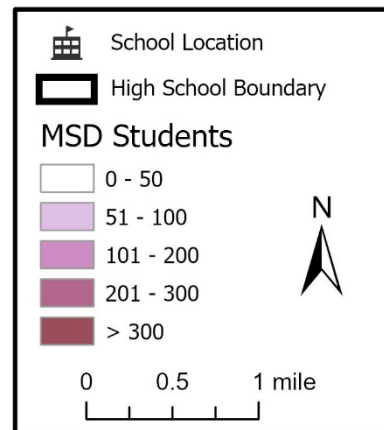 School Location
High School Boundary
MSD Students
0 - 50
51 - 100
101 - 200
201 - 300
> 300
N
0 0.5 1 mile